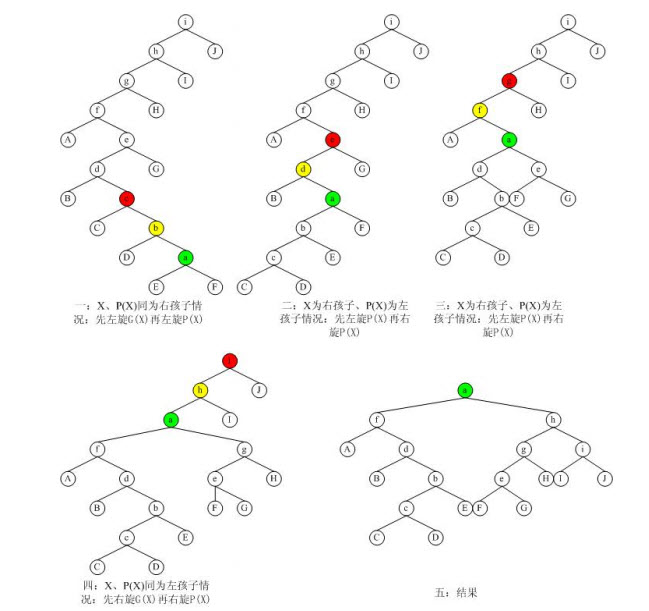 i
h J
g I
f H
A e
d G
B
C b
D a
E F
一：X、P(X)同为右孩子情
况：先左旋G(X)再左旋P(X)
i
h J
g I
f H
A
d G
B a
b F
c E
C D
二：X为右孩子、P(X)为左
孩子情况：先左旋P(X)再右
旋P(X)
i
h J
I
f H
A a
d e
B b F G
c E
C D
三：X为右孩子、P(X)为左
孩子情况：先左旋P(X)再右
旋P(X)
h J
a I
f g
A d e H
B b F G
c E
C D
四：X、P(X)同为左孩子情
况：先右旋G(X)再右旋P(X)
a
f h
A d g i
B b e H I J
c E F G
C D
五：结果